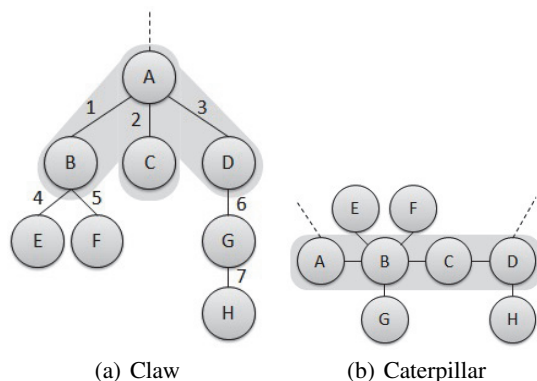 A
1 2 3
B C D
4 5 6
E F G
7
H
E F
A B C D
G H
(a) Claw (b) Caterpillar